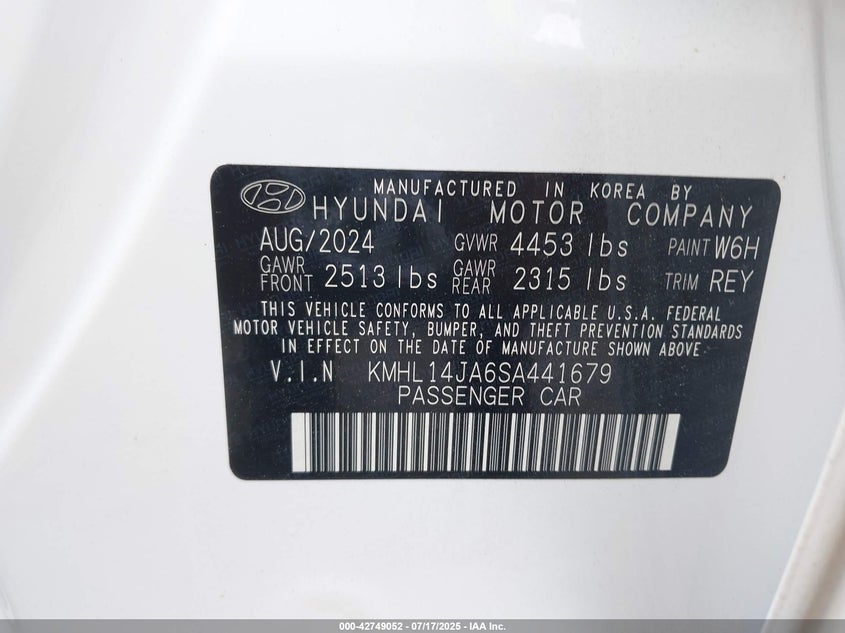 MANUFACTURED IN KOREA BY
HYUNDAI MOTOR COMPANY
AUG/2024 GVWR 4453 lbs PAINT W6H
GAWR FRONT 2513 lbs GAWR REAR 2315 lbs TRIM REY
THIS VEHICLE CONFORMS TO ALL APPLICABLE U.S.A. FEDERAL
MOTOR VEHICLE SAFETY, BUMPER, AND THEFT PREVENTION STANDARDS
IN EFFECT ON THE DATE OF MANUFACTURE SHOWN ABOVE.
V.I.N KMHL14JA6SA441679
PASSENGER CAR
000-42749052 - 07/17/2025 - IAA Inc.